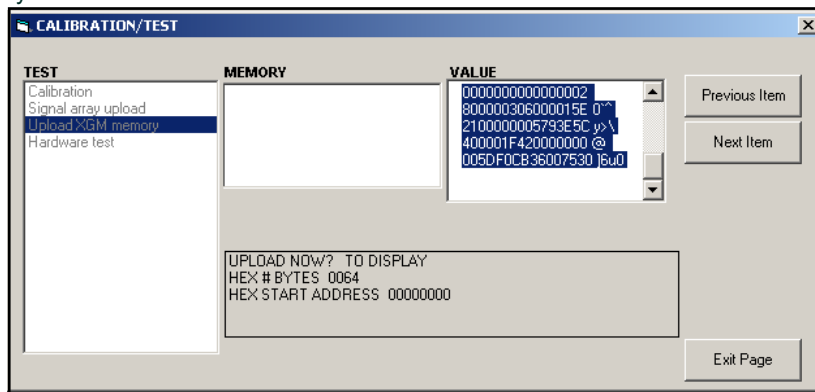 CALIBRATION/TEST
TEST
Calibration
Signal array upload
Upload XGM memory
Hardware test
MEMORY
VALUE
0000000000000002
800000306000015E 0`^
2100000005793E5C y>\
400001F420000000 @
005DF0CB36007530 ]6u0
Previous Item
Next Item
UPLOAD NOW? TO DISPLAY
HEX # BYTES 0064
HEX START ADDRESS 00000000
Exit Page